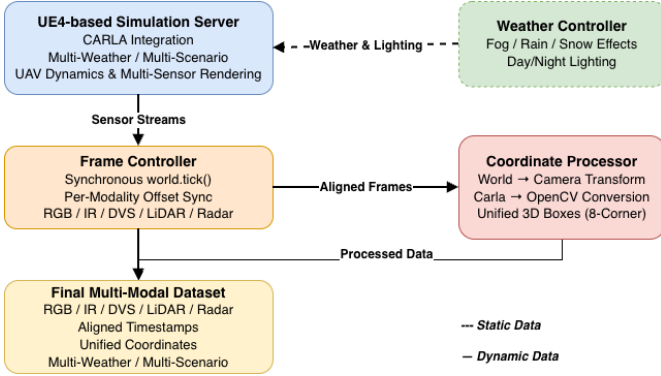 UE4-based Simulation Server
CARLA Integration
Multi-Weather / Multi-Scenario
UAV Dynamics & Multi-Sensor Rendering
Weather & Lighting
Weather Controller
Fog / Rain / Snow Effects
Day/Night Lighting
Sensor Streams
Frame Controller
Synchronous world.tick()
Per-Modality Offset Sync
RGB / IR / DVS / LiDAR / Radar
Aligned Frames
Coordinate Processor
World → Camera Transform
Carla → OpenCV Conversion
Unified 3D Boxes (8-Corner)
Processed Data
Final Multi-Modal Dataset
RGB / IR / DVS / LiDAR / Radar
Aligned Timestamps
Unified Coordinates
Multi-Weather / Multi-Scenario
--- Static Data
— Dynamic Data